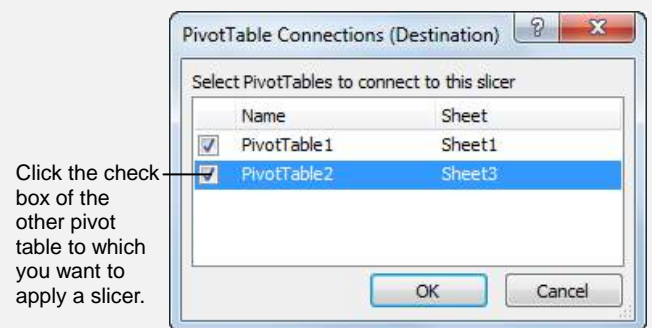 PivotTable Connections (Destination)
?
X
Select PivotTables to connect to this slicer
Name Sheet
PivotTable1 Sheet1
PivotTable2 Sheet3
Click the check
box of the
other pivot
table to which
you want to
apply a slicer.
OK Cancel